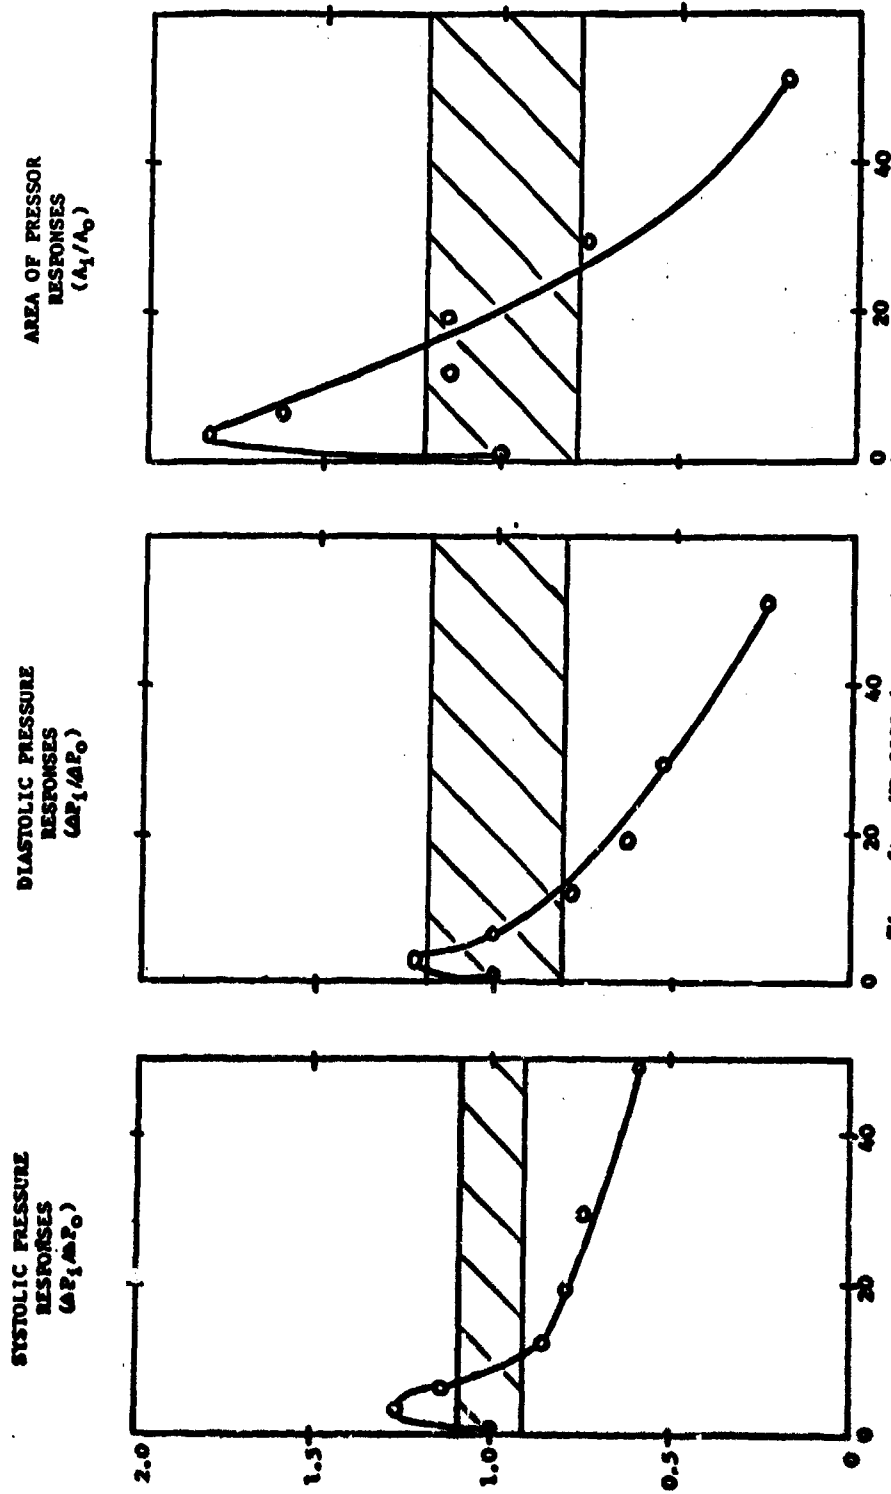 SYSTOLIC PRESSURE
RESPONSES
(ΔP₁/ΔP₀)
DIASTOLIC PRESSURE
RESPONSES
(ΔP₁/ΔP₀)
AREA OF PRESSOR
RESPONSES
(A₁/A₀)
2.0
1.5
1.0
0.5
0
0
20
40
0
20
40
0
20
40